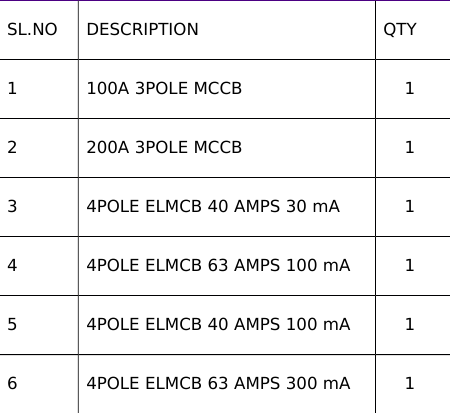 SL.NO DESCRIPTION QTY
1 100A 3POLE MCCB 1
2 200A 3POLE MCCB 1
3 4POLE ELMCB 40 AMPS 30 mA 1
4 4POLE ELMCB 63 AMPS 100 mA 1
5 4POLE ELMCB 40 AMPS 100 mA 1
6 4POLE ELMCB 63 AMPS 300 mA 1